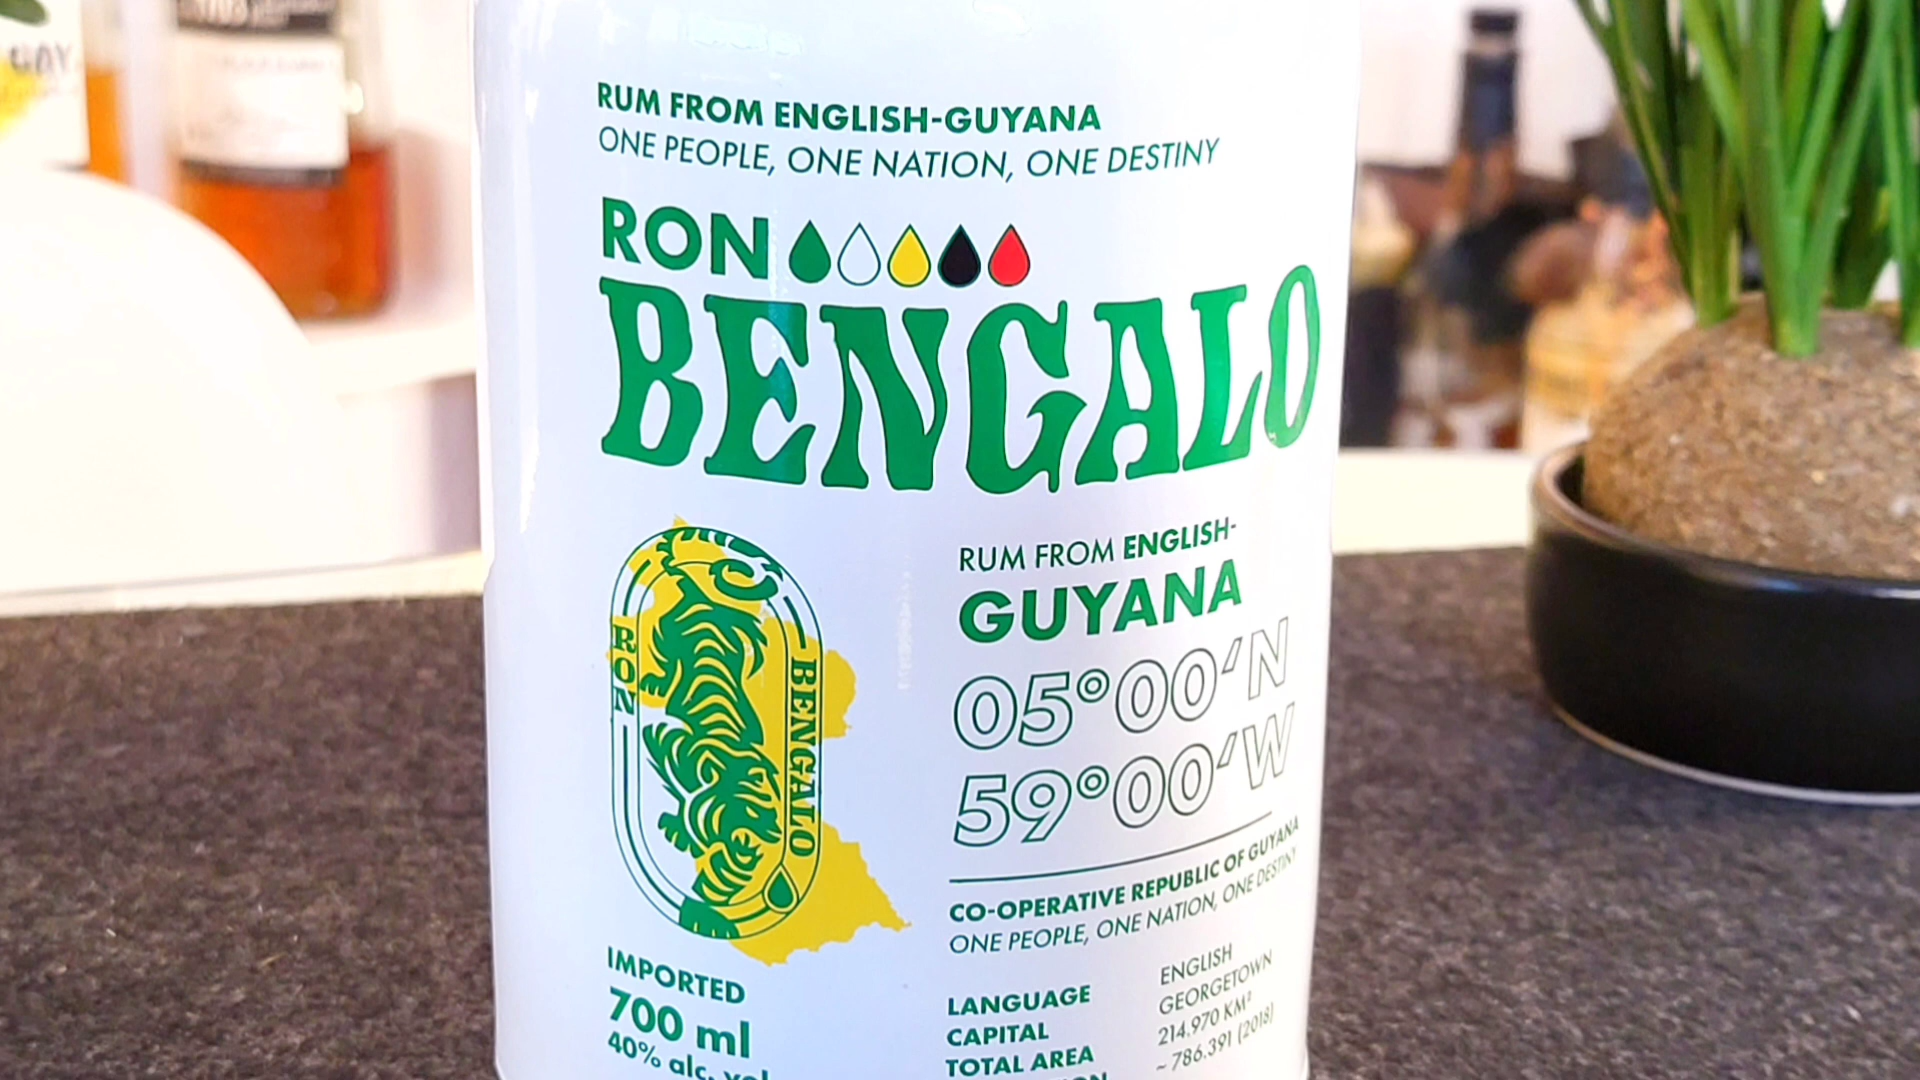 RUM FROM ENGLISH-GUYANA
ONE PEOPLE, ONE NATION, ONE DESTINY
RON
BENGALO
RON
BENGALO
RUM FROM ENGLISH-
GUYANA
05°00'N
59°00'W
CO-OPERATIVE REPUBLIC OF GUYANA
ONE PEOPLE, ONE NATION, ONE DESTINY
IMPORTED
700 ml
40% alc.
LANGUAGE ENGLISH
CAPITAL GEORGETOWN
TOTAL AREA 214.970 KM²
~ 786.391 (2018)